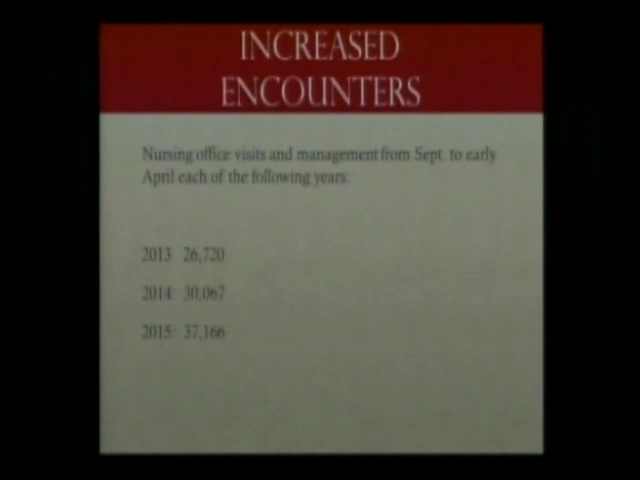 INCREASED
ENCOUNTERS
Nursing office visits and management from Sept. to early
April each of the following years:
2013 26,720
2014: 30,067
2015: 37,166